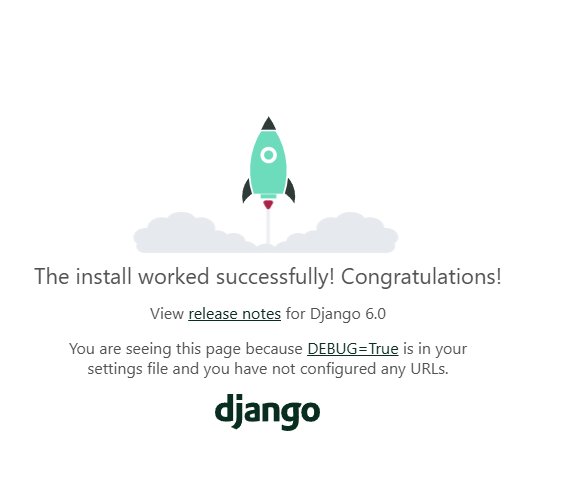 The install worked successfully! Congratulations!
View release notes for Django 6.0
You are seeing this page because DEBUG=True is in your
settings file and you have not configured any URLs.
django